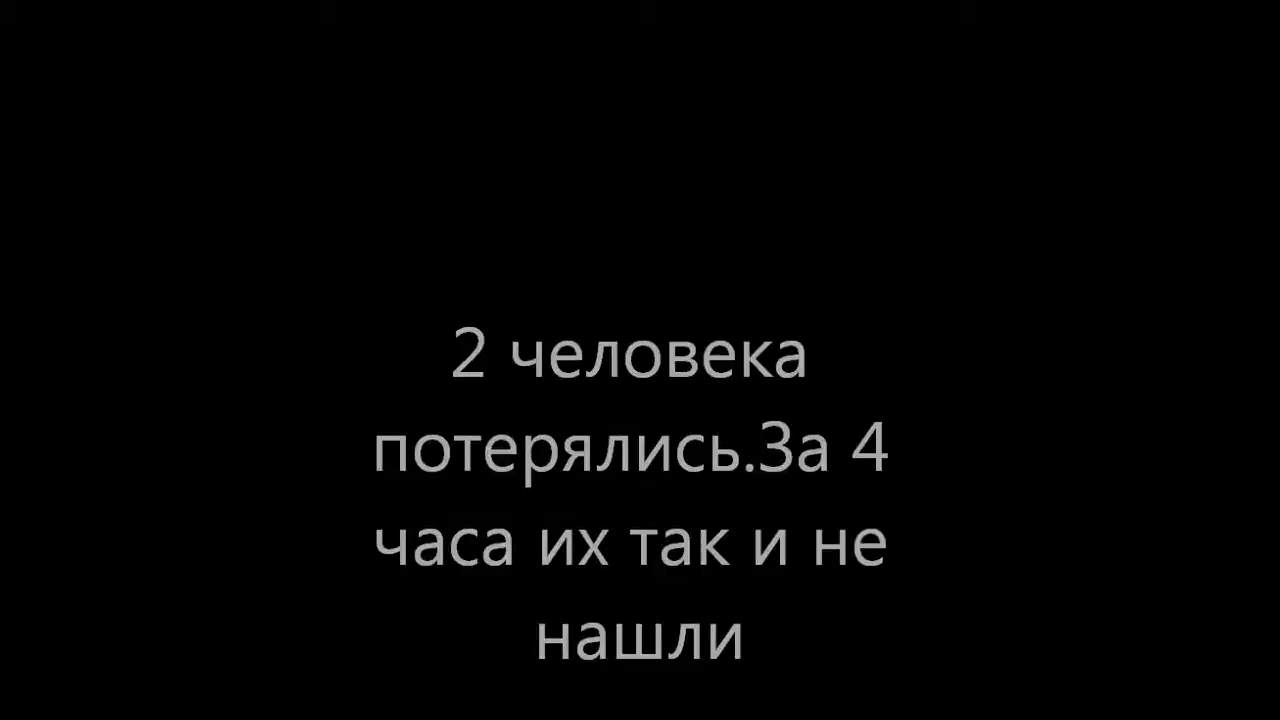 2 человека
потерялись.За 4
часа их так и не
нашли